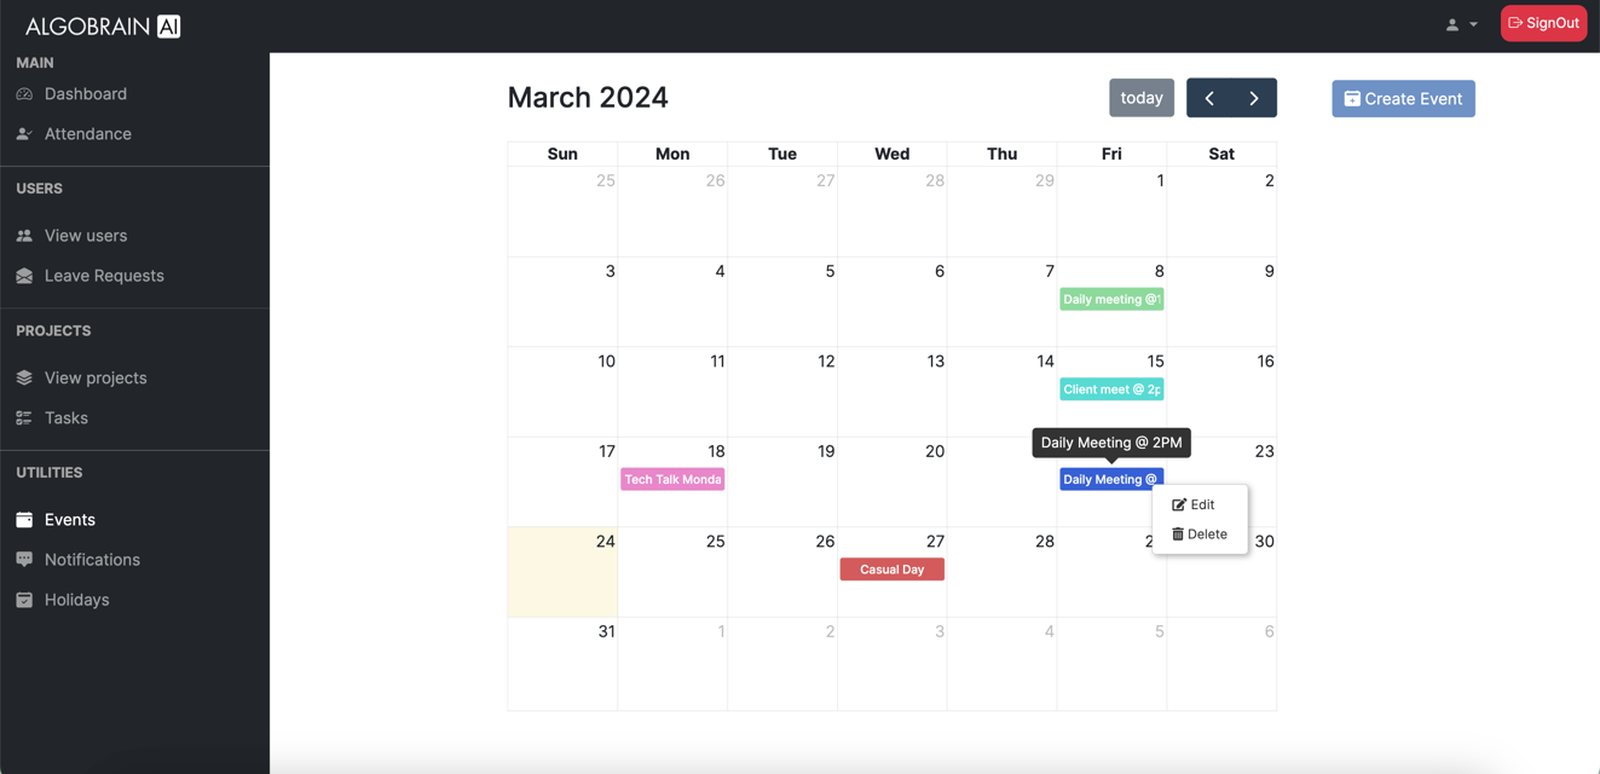 ALGOBRAIN AI
SignOut
MAIN
Dashboard
Attendance
USERS
View users
Leave Requests
PROJECTS
View projects
Tasks
UTILITIES
Events
Notifications
Holidays
March 2024
today
Create Event
Sun Mon Tue Wed Thu Fri Sat
25 26 27 28 29 1 2
3 4 5 6 7 8 9
Daily meeting @1
10 11 12 13 14 15 16
Client meet @ 2p
Daily Meeting @ 2PM
17 18 19 20 23
Tech Talk Monda
Daily Meeting @
Edit
Delete
24 25 26 27 28 2 30
Casual Day
31 1 2 3 4 5 6